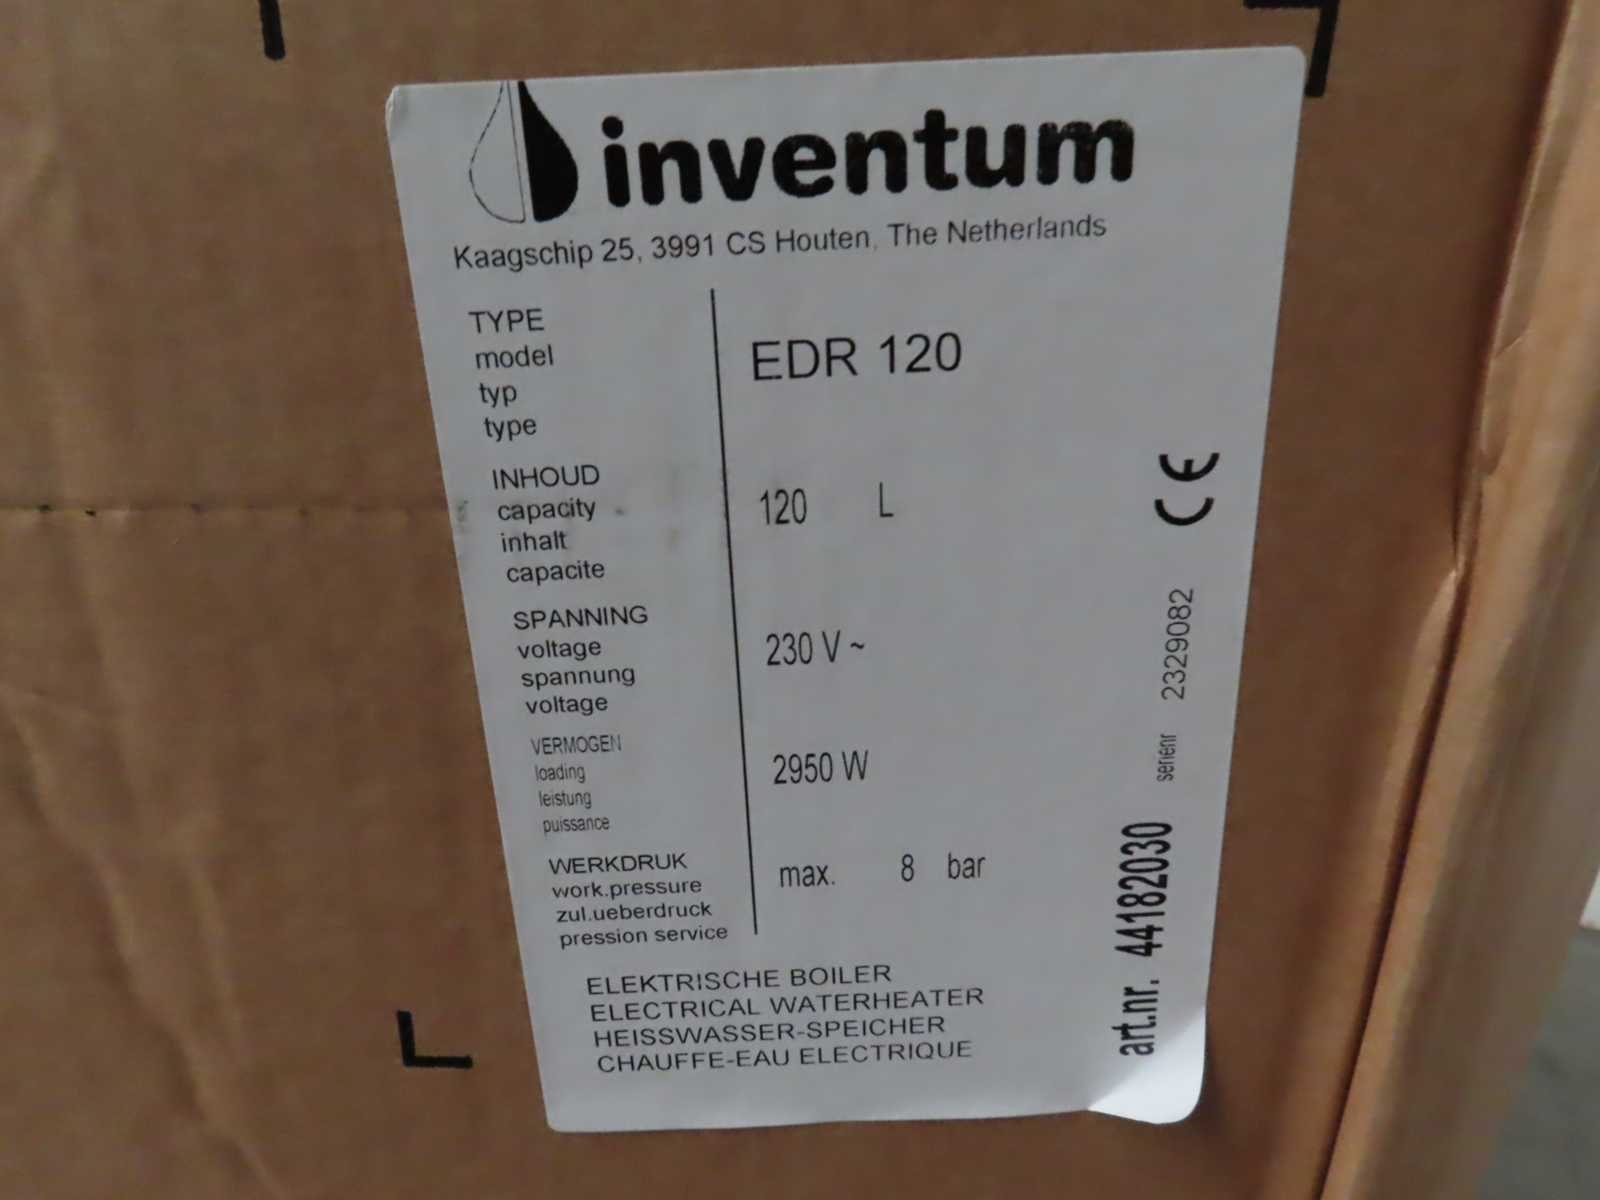 inventum
Kaagschip 25, 3991 CS Houten, The Netherlands
TYPE
model
typ
type
EDR 120
INHOUD
capacity
inhalt
capacite
120 L
SPANNING
voltage
spannung
voltage
230 V ~
VERMOGEN
loading
leistung
puissance
2950 W
WERKDRUK
work.pressure
zul.ueberdruck
pression service
max. 8 bar
ELEKTRISCHE BOILER
ELECTRICAL WATERHEATER
HEISSWASSER-SPEICHER
CHAUFFE-EAU ELECTRIQUE
art.nr. 44182030 serienr 2329082 CE